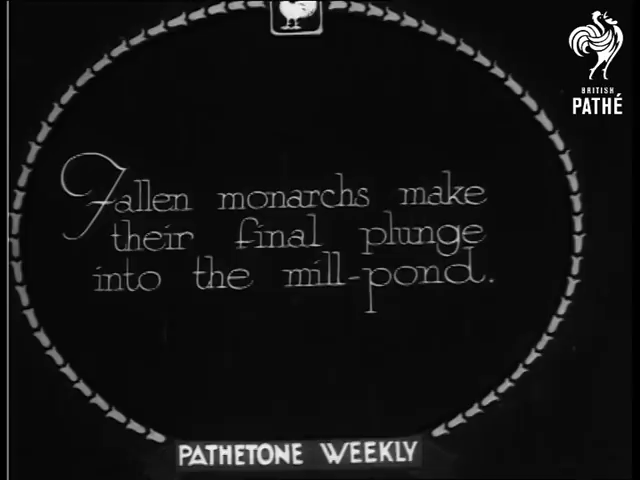 BRITISH
PATHÉ
Fallen monarchs make
their final plunge
into the mill-pond.
PATHETONE WEEKLY